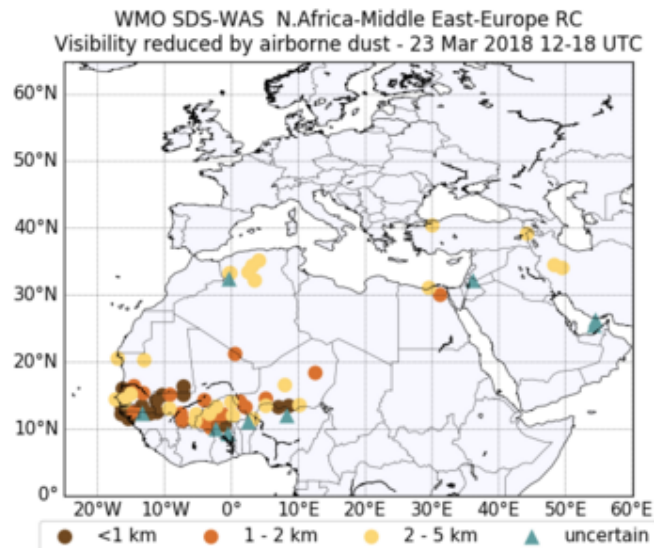 WMO SDS-WAS N.Africa-Middle East-Europe RC
Visibility reduced by airborne dust - 23 Mar 2018 12-18 UTC
60°N
50°N
40°N
30°N
20°N
10°N
0°
20°W 10°W 0° 10°E 20°E 30°E 40°E 50°E 60°E
<1 km 1 - 2 km 2 - 5 km uncertain